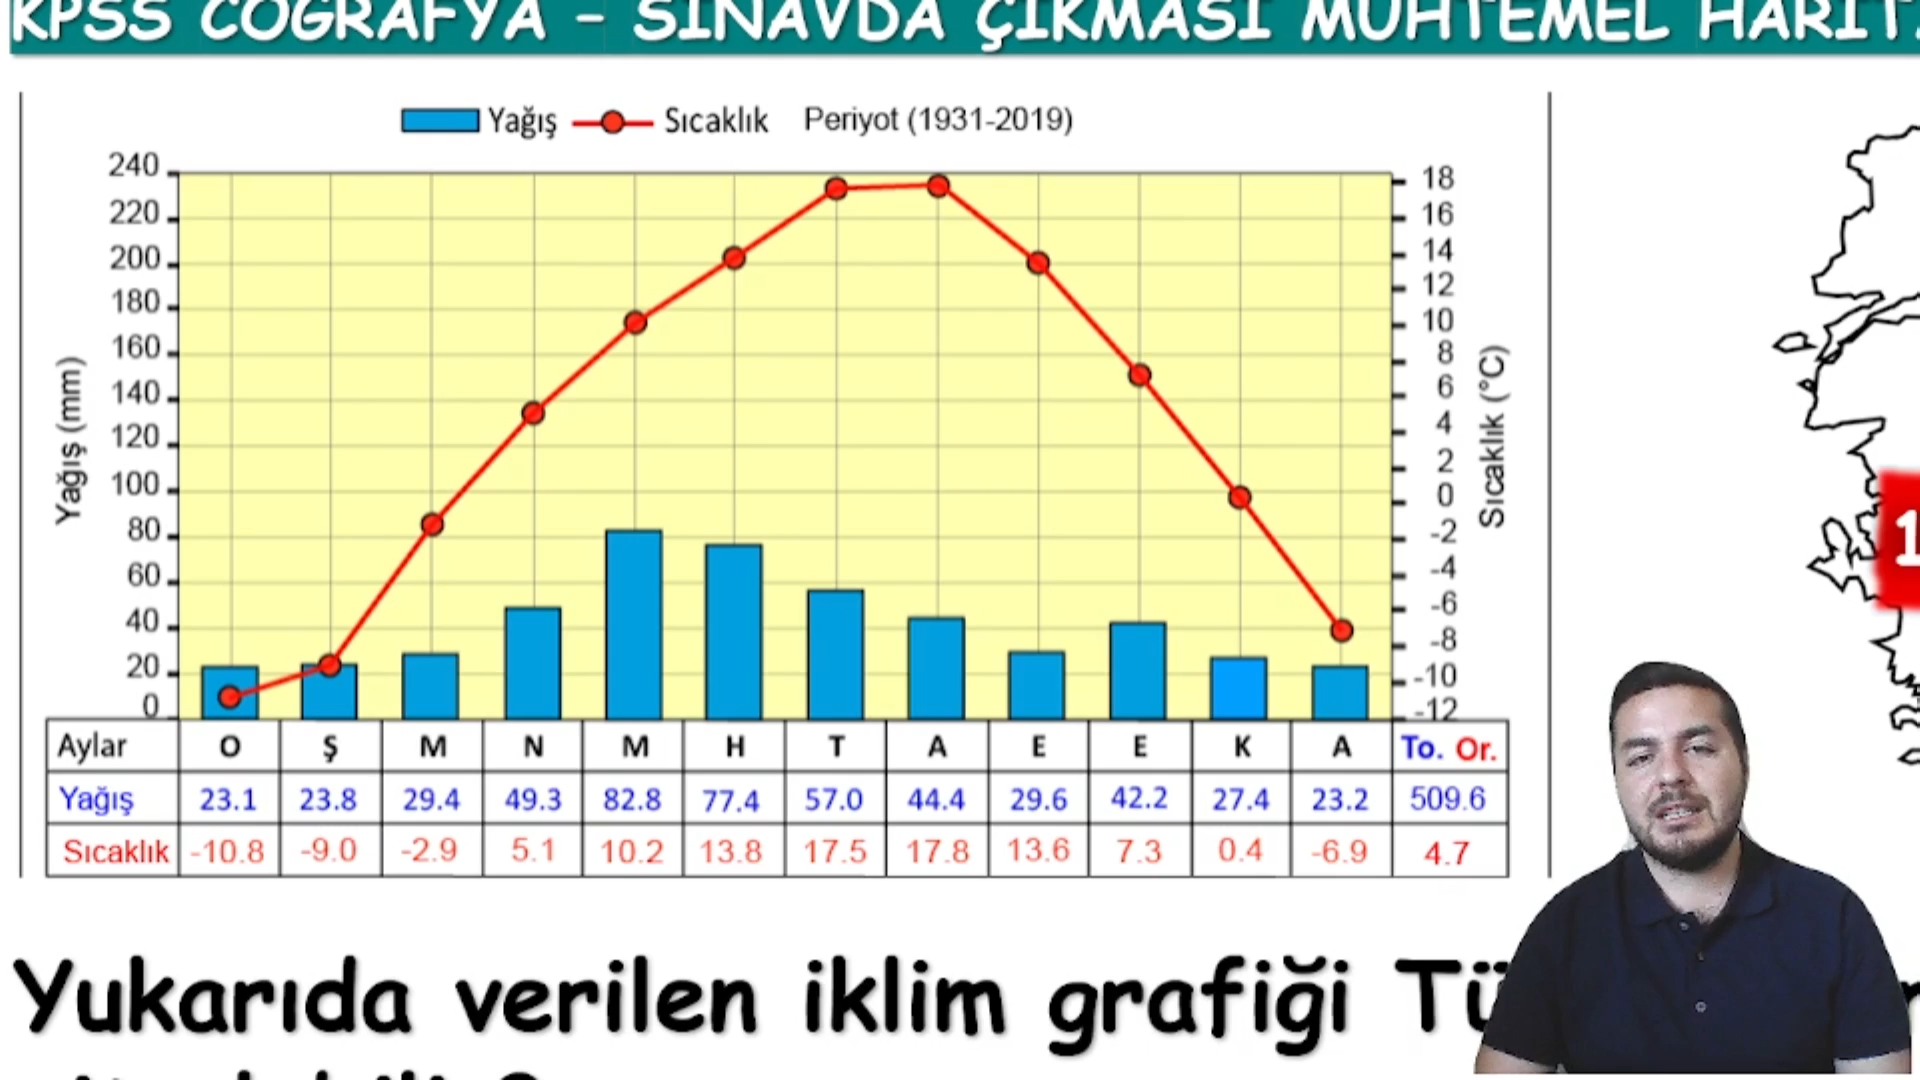 KPSS COĞRAFYA – SINAVDA ÇIKMASI MUHTEMEL
Yağış Sıcaklık Periyot (1931-2019)
240 220 200 180 160 140 120 100 80 60 40 20 0
Yağış (mm)
18 16 14 12 10 8 6 4 2 0 -2 -4 -6 -8 -10 -12
Sıcaklık (°C)
Aylar O Ş M N M H T A E E K A To. Or.
Yağış 23.1 23.8 29.4 49.3 82.8 77.4 57.0 44.4 29.6 42.2 27.4 23.2 509.6
Sıcaklık -10.8 -9.0 -2.9 5.1 10.2 13.8 17.5 17.8 13.6 7.3 0.4 -6.9 4.7
1
Yukarıda verilen iklim grafiği